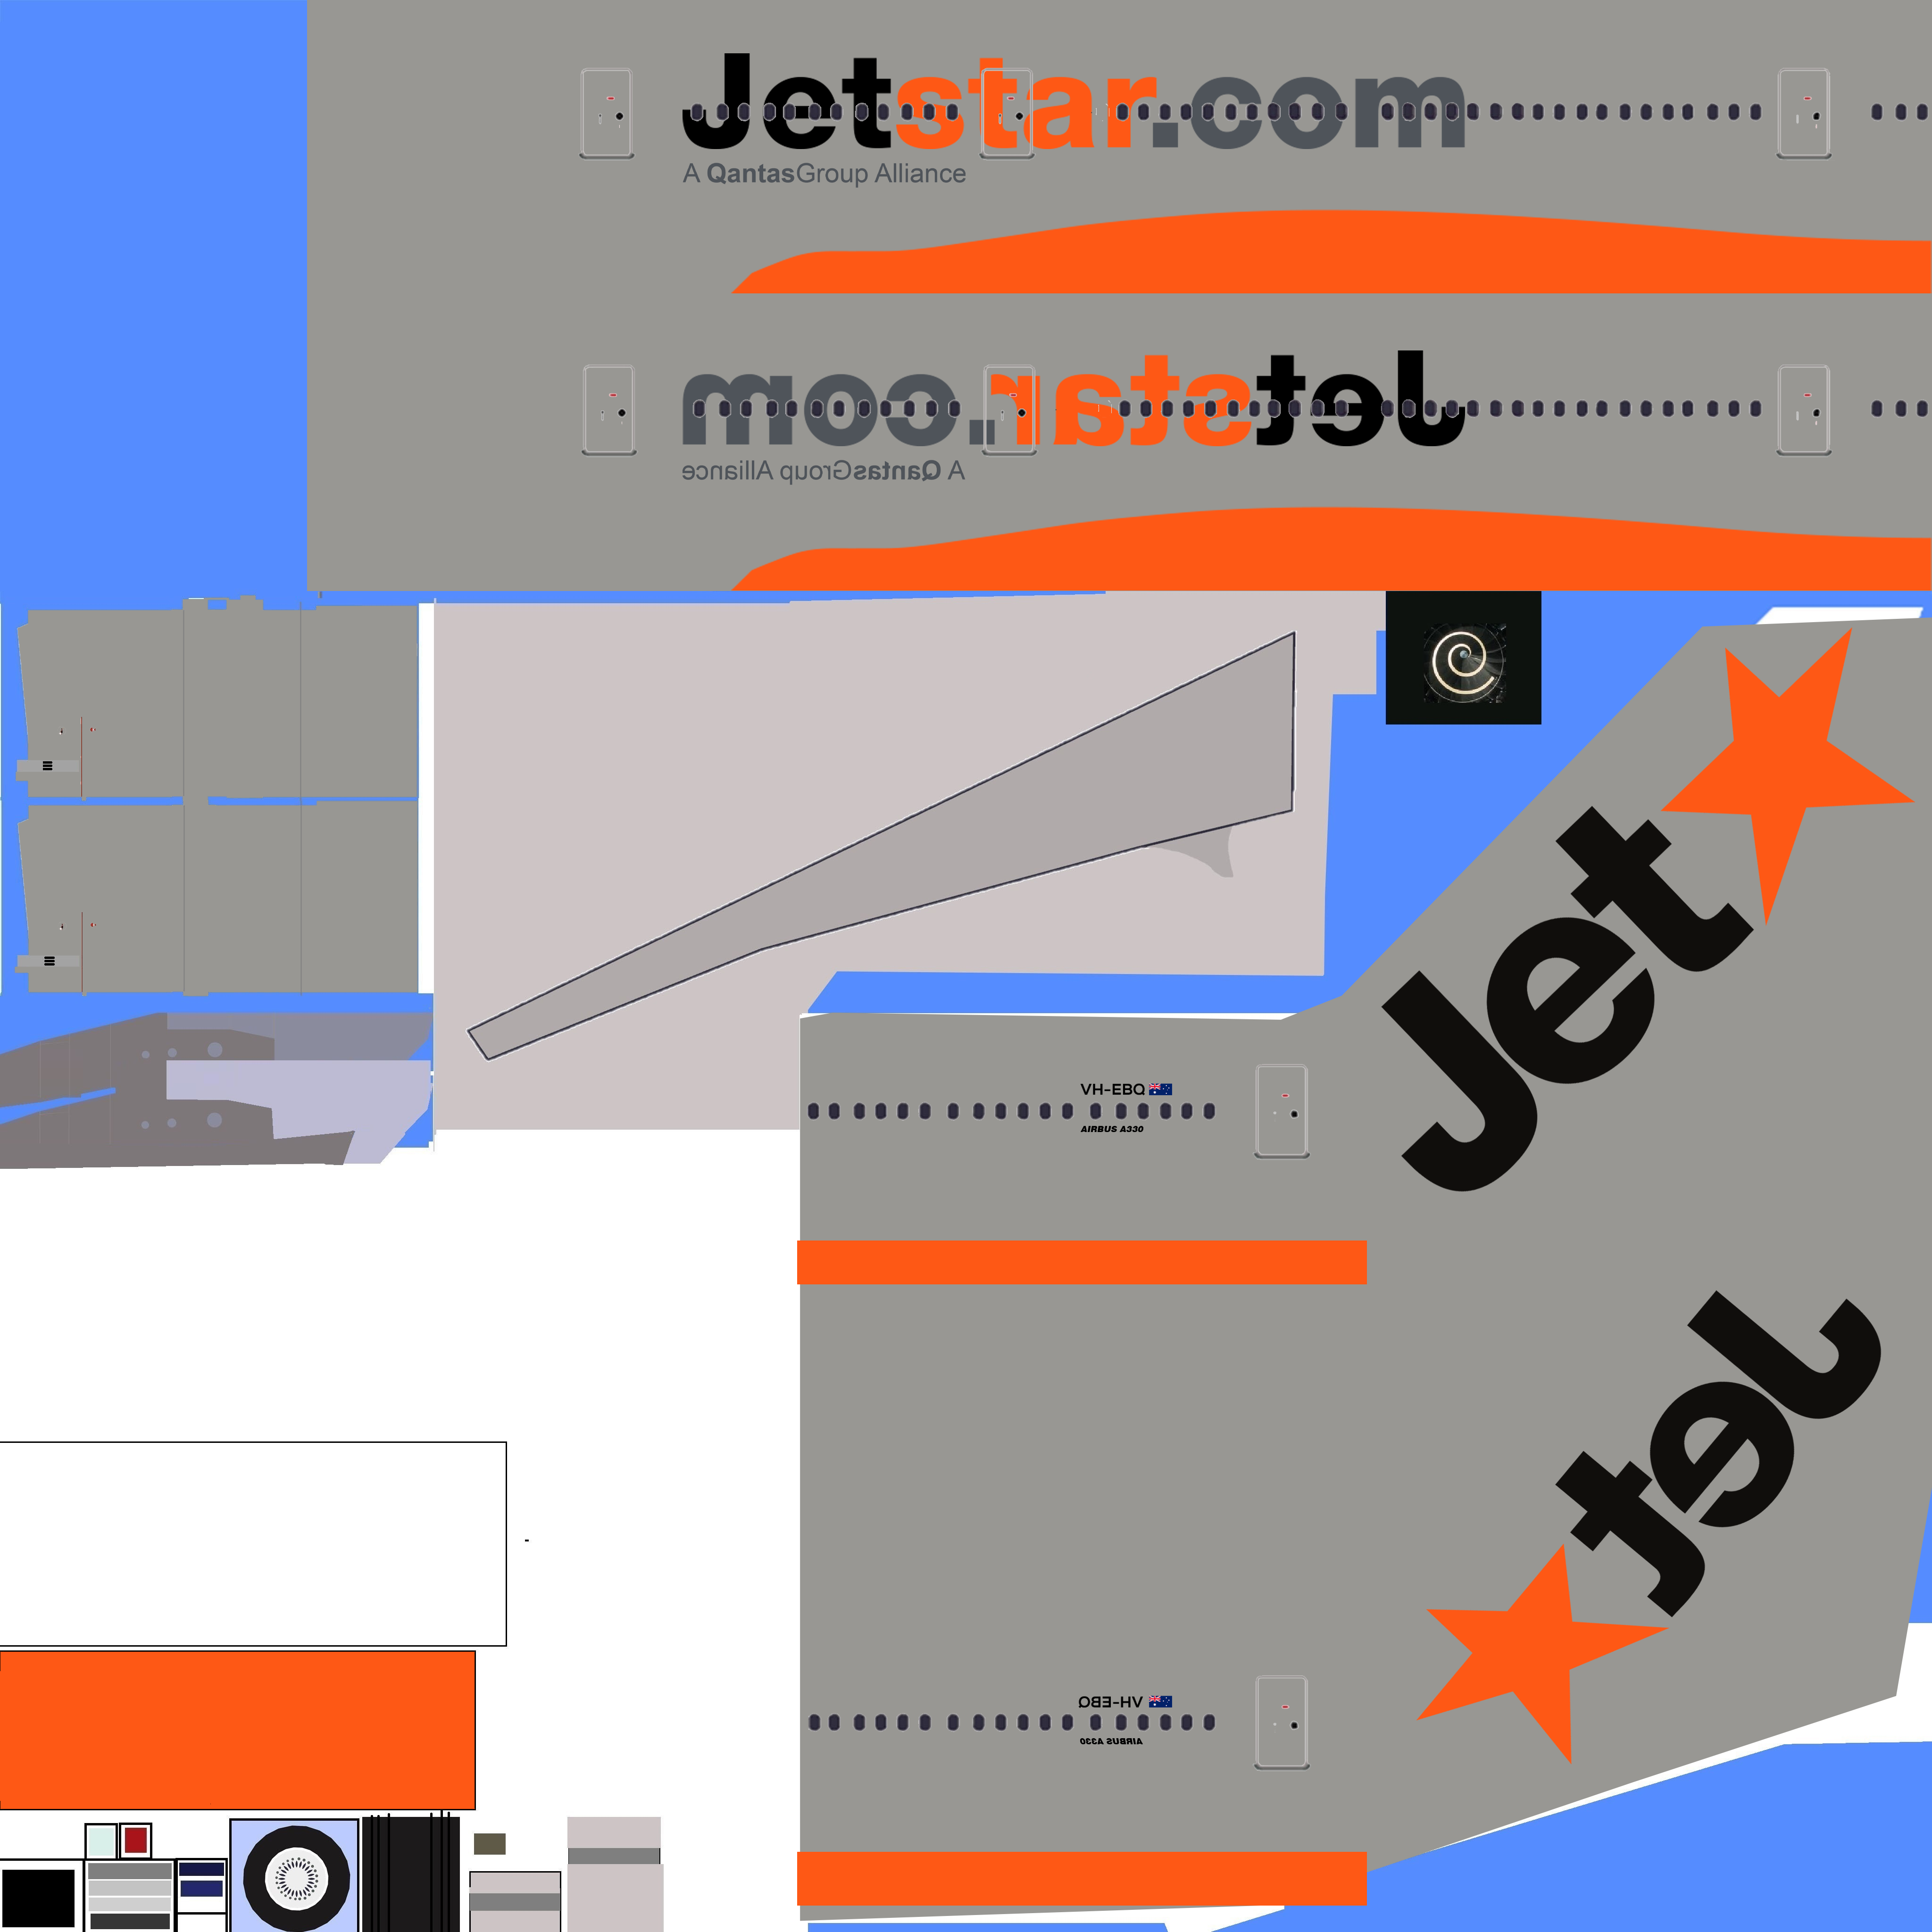 Jetstar.com
A QantasGroup Alliance
Jetstar.com
A QantasGroup Alliance
Jet
VH-EBQ
AIRBUS A330
Jet
VH-EBQ
AIRBUS A330